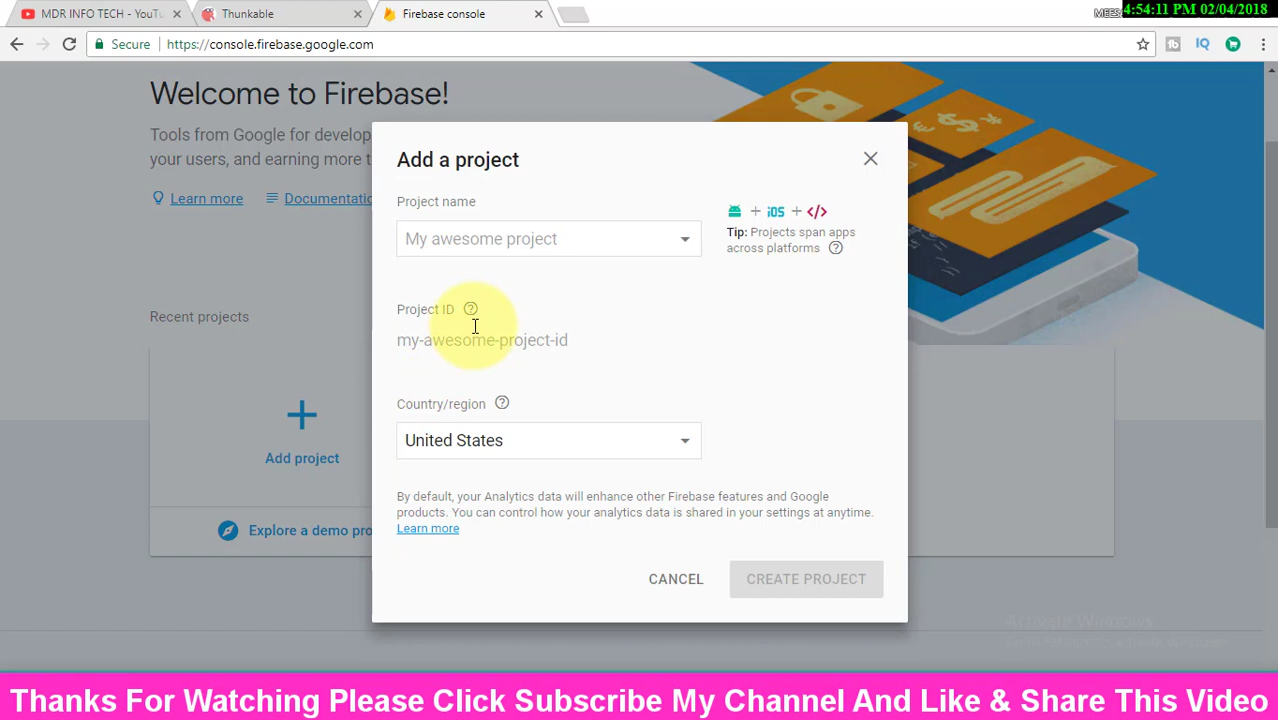 MDR INFO TECH - YouTu
Thunkable
Firebase console
4:54:11 PM 02/04/2018
Secure
https://console.firebase.google.com
Welcome to Firebase!
Tools from Google for develop
your users, and earning more t
Learn more
Documentatio
Recent projects
Add project
Explore a demo pro
Add a project
Project name
My awesome project
+ iOS + </>
Tip: Projects span apps
across platforms
Project ID
my-awesome-project-id
Country/region
United States
By default, your Analytics data will enhance other Firebase features and Google
products. You can control how your analytics data is shared in your settings at anytime.
Learn more
CANCEL
CREATE PROJECT
Activate Windows
Thanks For Watching Please Click Subscribe My Channel And Like & Share This Video